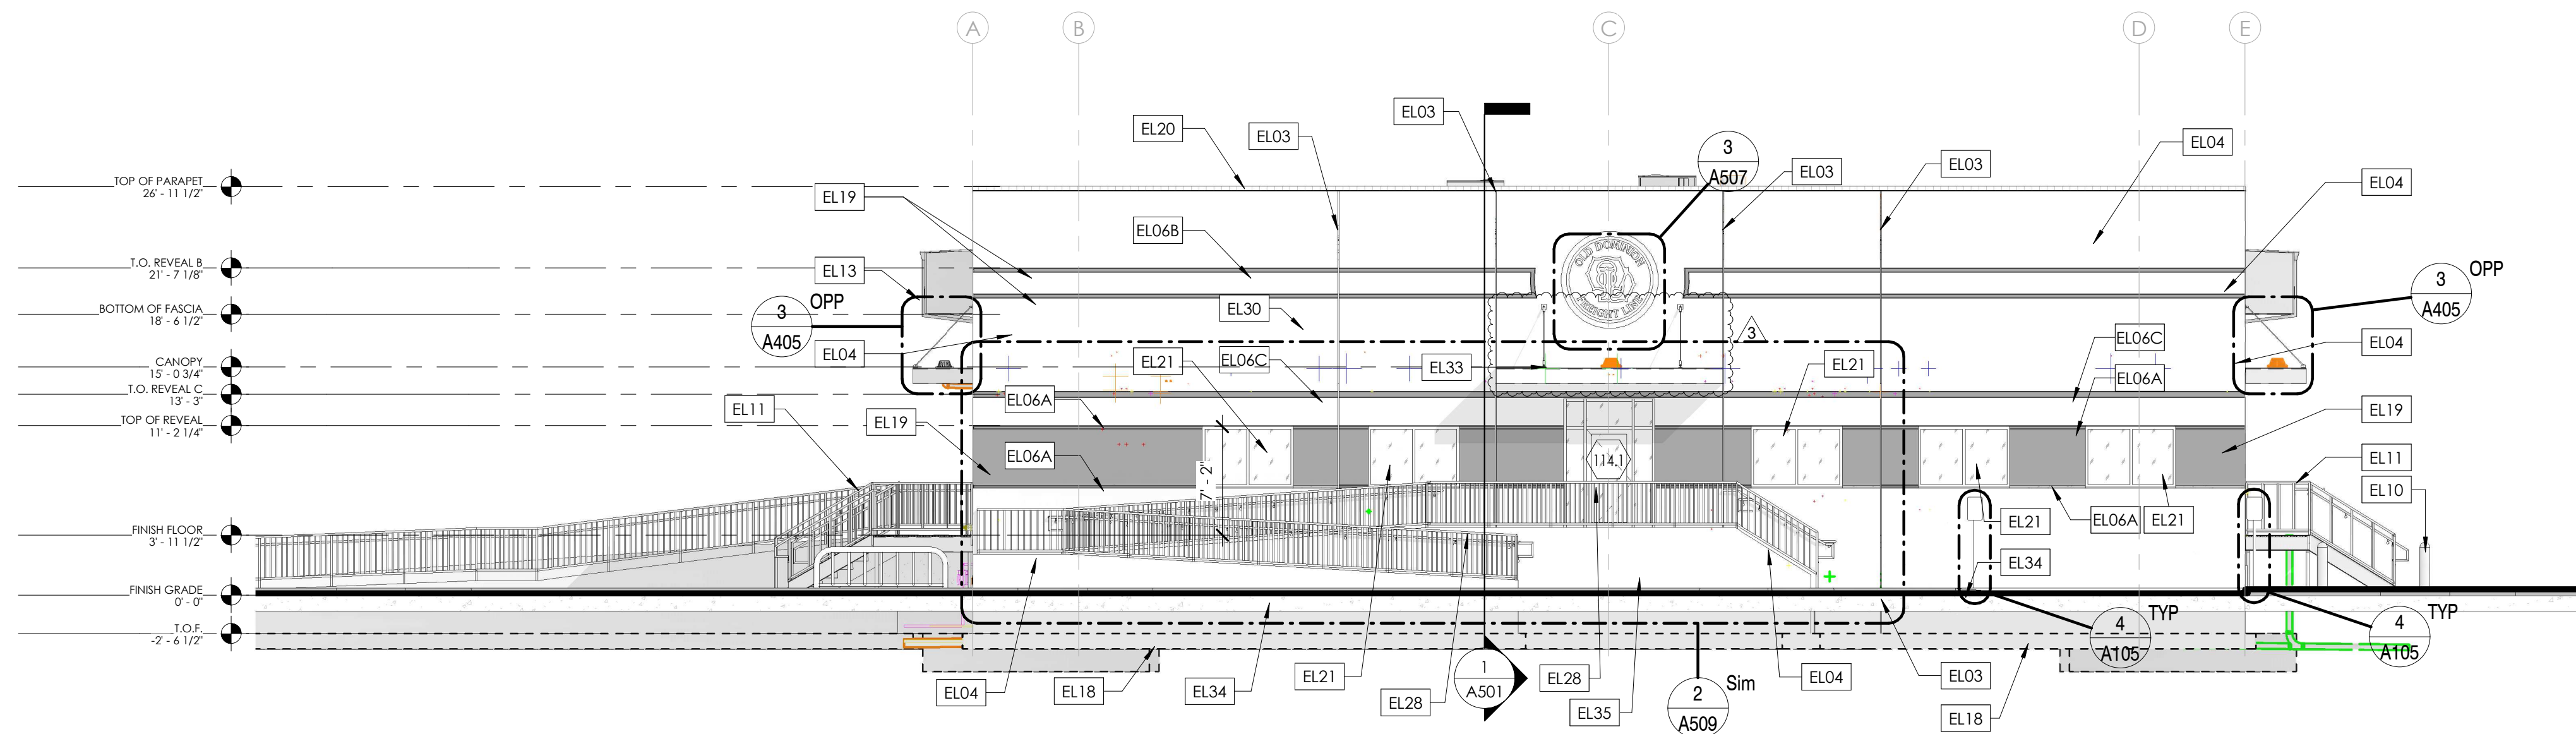 A
B
C
D
E
EL03
EL20
EL03
3
A507
EL03
EL03
EL04
TOP OF PARAPET
26' - 11 1/2"
EL19
EL04
EL06B
OLD DOMINION
FREIGHT LINE
T.O. REVEAL B
21' - 7 1/8"
EL13
3
A405
OPP
3
A405
OPP
BOTTOM OF FASCIA
18' - 6 1/2"
EL30
3
EL04
EL21
EL06C
EL33
EL21
EL06C
EL04
CANOPY
15' - 0 3/4"
EL06A
T.O. REVEAL C
13' - 3"
EL11
EL06A
EL19
TOP OF REVEAL
11' - 2 1/4"
EL19
EL06A
114.1
EL11
7' - 2"
EL10
EL21
EL06A
EL21
FINISH FLOOR
3' - 11 1/2"
EL34
FINISH GRADE
0' - 0"
4
A105
TYP
4
A105
TYP
T.O.F.
-2' - 6 1/2"
EL04
EL18
EL34
EL21
EL28
1
A501
EL28
EL35
2
A509
Sim
EL04
EL03
EL18